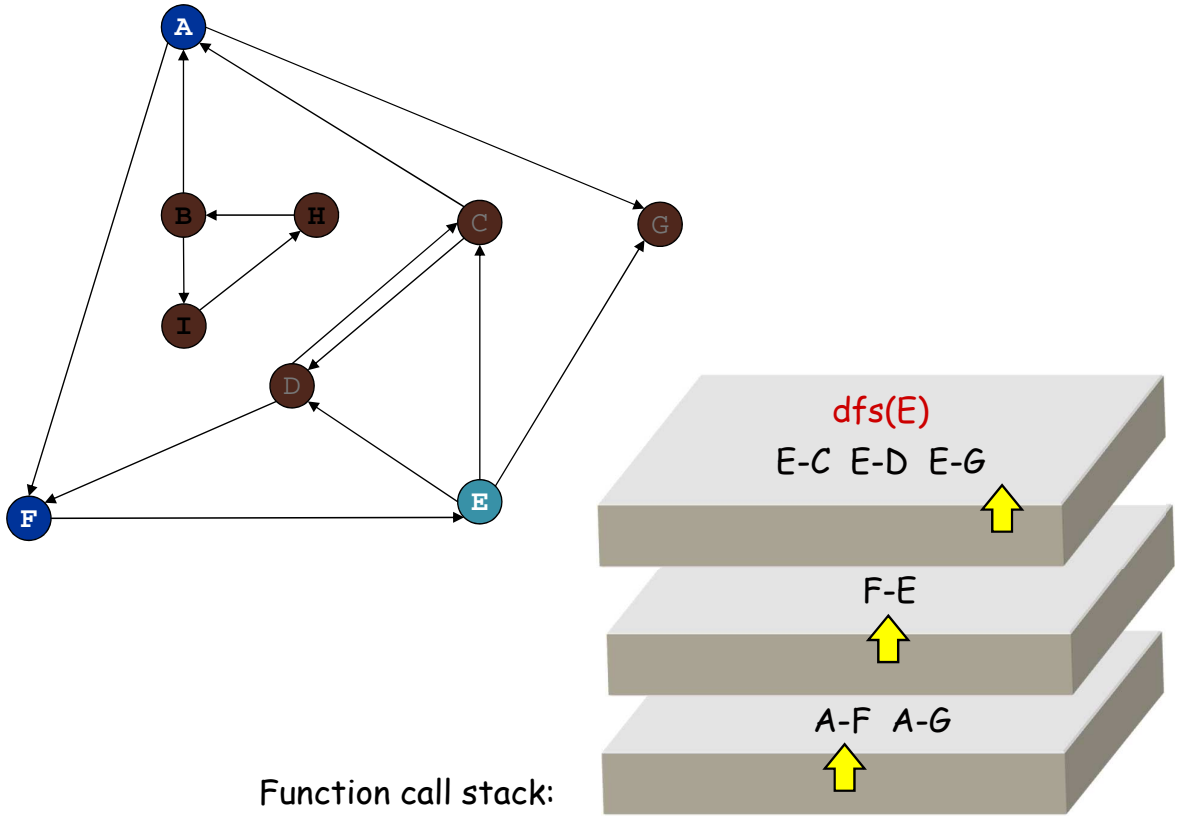 A
B H C G
I
D
E
F
dfs(E)
E-C E-D E-G
F-E
A-F A-G
Function call stack: